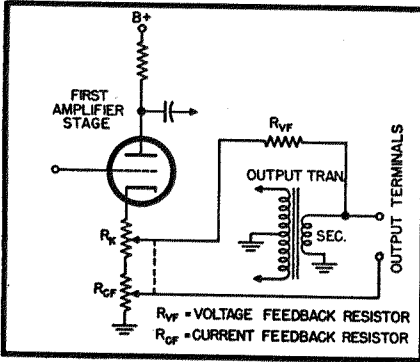 B+
FIRST
AMPLIFIER
STAGE
RVF
OUTPUT TRAN.
SEC.
OUTPUT TERMINALS
RK
RCF
RVF = VOLTAGE FEEDBACK RESISTOR
RCF = CURRENT FEEDBACK RESISTOR